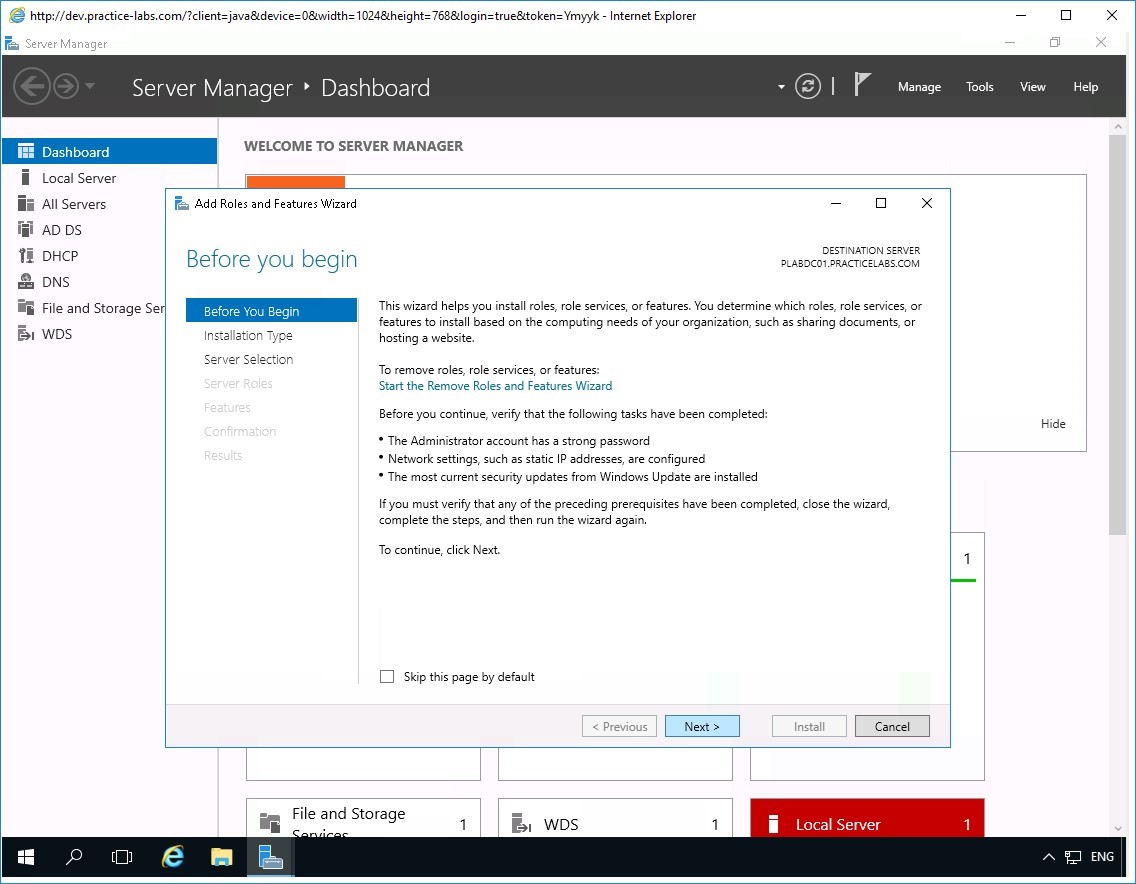 http://dev.practice-labs.com/?client=java&device=0&width=1024&height=768&login=true&token=Ymyyk - Internet Explorer
Server Manager
Server Manager ‣ Dashboard
Manage
Tools
View
Help
Dashboard
Local Server
All Servers
AD DS
DHCP
DNS
File and Storage Ser
WDS
WELCOME TO SERVER MANAGER
Add Roles and Features Wizard
Before you begin
DESTINATION SERVER
PLABDC01.PRACTICELABS.COM
Before You Begin
Installation Type
Server Selection
Server Roles
Features
Confirmation
Results
This wizard helps you install roles, role services, or features. You determine which roles, role services, or
features to install based on the computing needs of your organization, such as sharing documents, or
hosting a website.
To remove roles, role services, or features:
Start the Remove Roles and Features Wizard
Before you continue, verify that the following tasks have been completed:
• The Administrator account has a strong password
• Network settings, such as static IP addresses, are configured
• The most current security updates from Windows Update are installed
If you must verify that any of the preceding prerequisites have been completed, close the wizard,
complete the steps, and then run the wizard again.
To continue, click Next.
Skip this page by default
< Previous
Next >
Install
Cancel
Hide
1
File and Storage
Services
1
WDS
1
Local Server
1
ENG